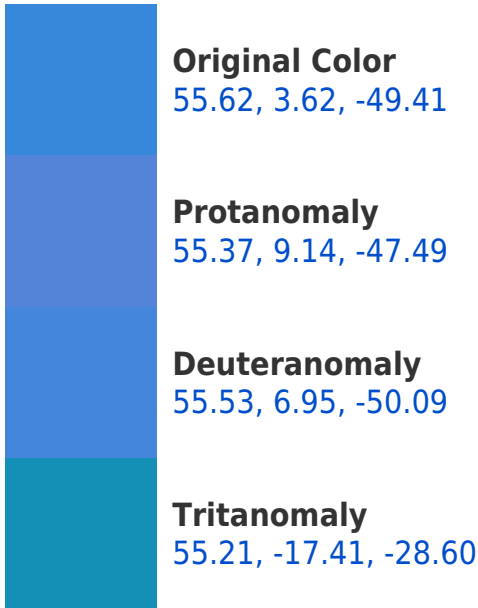 Original Color
55.62, 3.62, -49.41
Protanomaly
55.37, 9.14, -47.49
Deuteranomaly
55.53, 6.95, -50.09
Tritanomaly
55.21, -17.41, -28.60